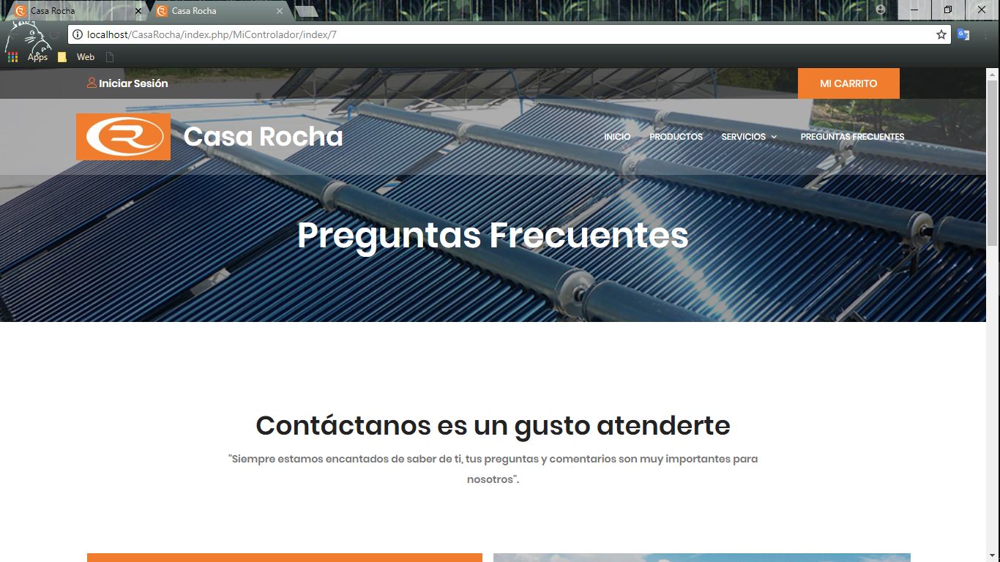 Casa Rocha
Casa Rocha
localhost/CasaRocha/index.php/MiControlador/index/7
Apps
Web
Iniciar Sesión
MI CARRITO
R
Casa Rocha
INICIO
PRODUCTOS
SERVICIOS
PREGUNTAS FRECUENTES
Preguntas Frecuentes
Contáctanos es un gusto atenderte
"Siempre estamos encantados de saber de ti, tus preguntas y comentarios son muy importantes para
nosotros".